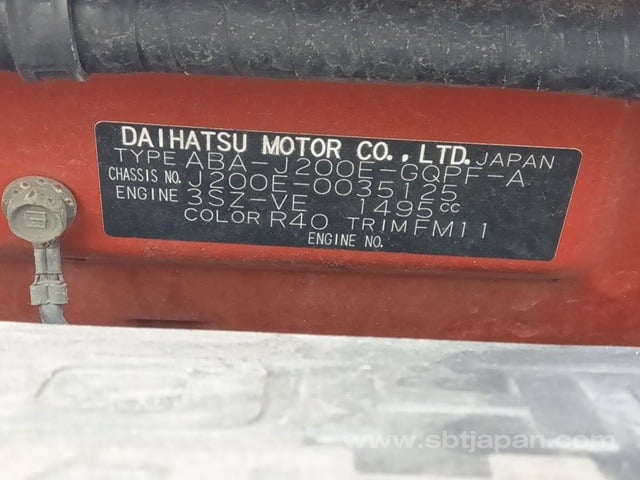 DAIHATSU MOTOR CO., LTD. JAPAN
TYPE ABA-J200E-GQPF-A
CHASSIS NO. J200E-0035125
ENGINE 3SZ-VE 1495cc
COLOR R40 TRIM FM11
ENGINE NO.
www.sbtjapan.com